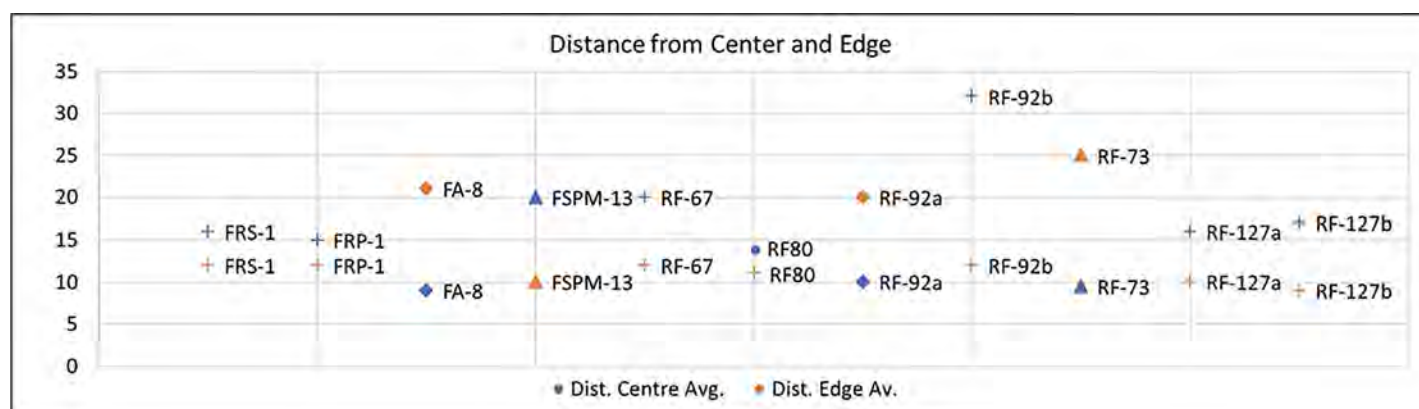 Distance from Center and Edge
35
30
25
20
15
10
5
0
RF-92b
RF-73
FA-8
FSPM-13
RF-67
RF-92a
FRS-1
FRP-1
RF80
RF-127a
RF-127b
FRS-1
FRP-1
FA-8
FSPM-13
RF-67
RF80
RF-92a
RF-92b
RF-73
RF-127a
RF-127b
Dist. Centre Avg.
Dist. Edge Av.